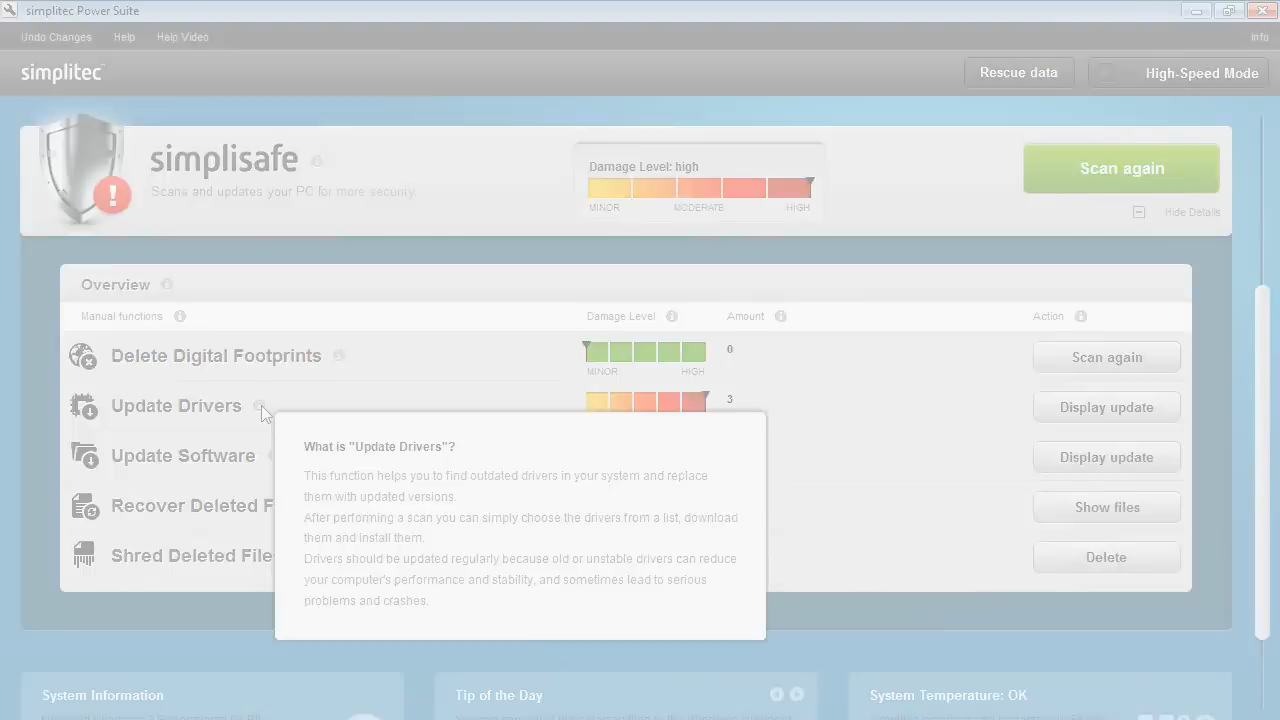 simplitec Power Suite
Undo Changes Help Help Video Info
simplitec Rescue data High-Speed Mode
simplisafe
Scans and updates your PC for more security.
Damage Level: high
MINOR MODERATE HIGH
Scan again
Hide Details
Overview
Manual functions Damage Level Amount Action
Delete Digital Footprints 0 Scan again
MINOR HIGH
Update Drivers 3 Display update
Update Software Display update
Recover Deleted F Show files
Shred Deleted File Delete
What is "Update Drivers"?
This function helps you to find outdated drivers in your system and replace
them with updated versions.
After performing a scan you can simply choose the drivers from a list, download
them and install them.
Drivers should be updated regularly because old or unstable drivers can reduce
your computer's performance and stability, and sometimes lead to serious
problems and crashes.
System Information Tip of the Day System Temperature: OK